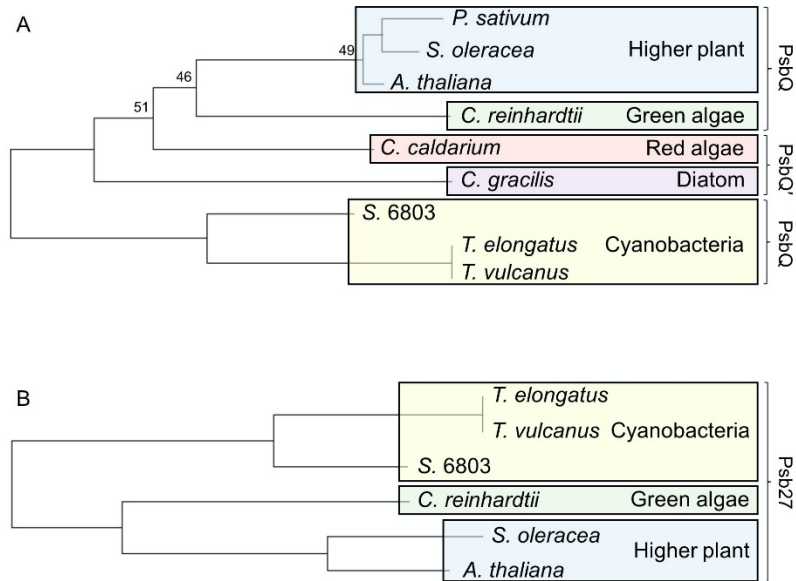 A
49
P. sativum
S. oleracea
Higher plant
A. thaliana
PsbQ
46
51
C. reinhardtii Green algae
C. caldarium Red algae
C. gracilis Diatom
PsbQ'
S. 6803
T. elongatus Cyanobacteria
T. vulcanus
PsbQ
B
T. elongatus
T. vulcanus Cyanobacteria
S. 6803
C. reinhardtii Green algae
S. oleracea
Higher plant
A. thaliana
Psb27